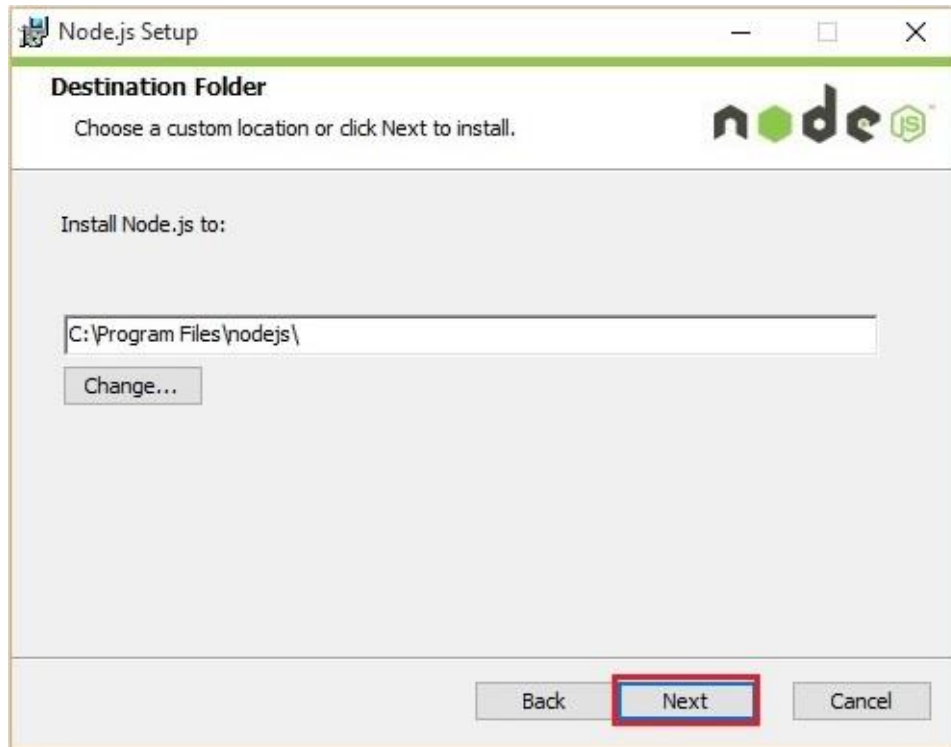 Node.js Setup
Destination Folder
Choose a custom location or click Next to install.
node JS
Install Node.js to:
C:\Program Files\nodejs\
Change...
Back Next Cancel